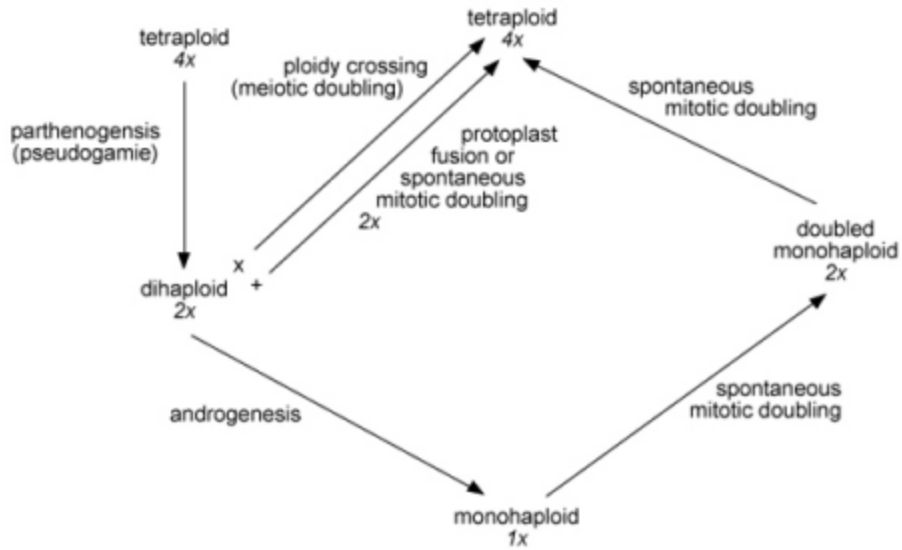 tetraploid
4x
parthenogensis
(pseudogamie)
dihaploid
2x
x
+
ploidy crossing
(meiotic doubling)
protoplast
fusion or
spontaneous
mitotic doubling
2x
tetraploid
4x
spontaneous
mitotic doubling
doubled
monohaploid
2x
spontaneous
mitotic doubling
androgenesis
monohaploid
1x